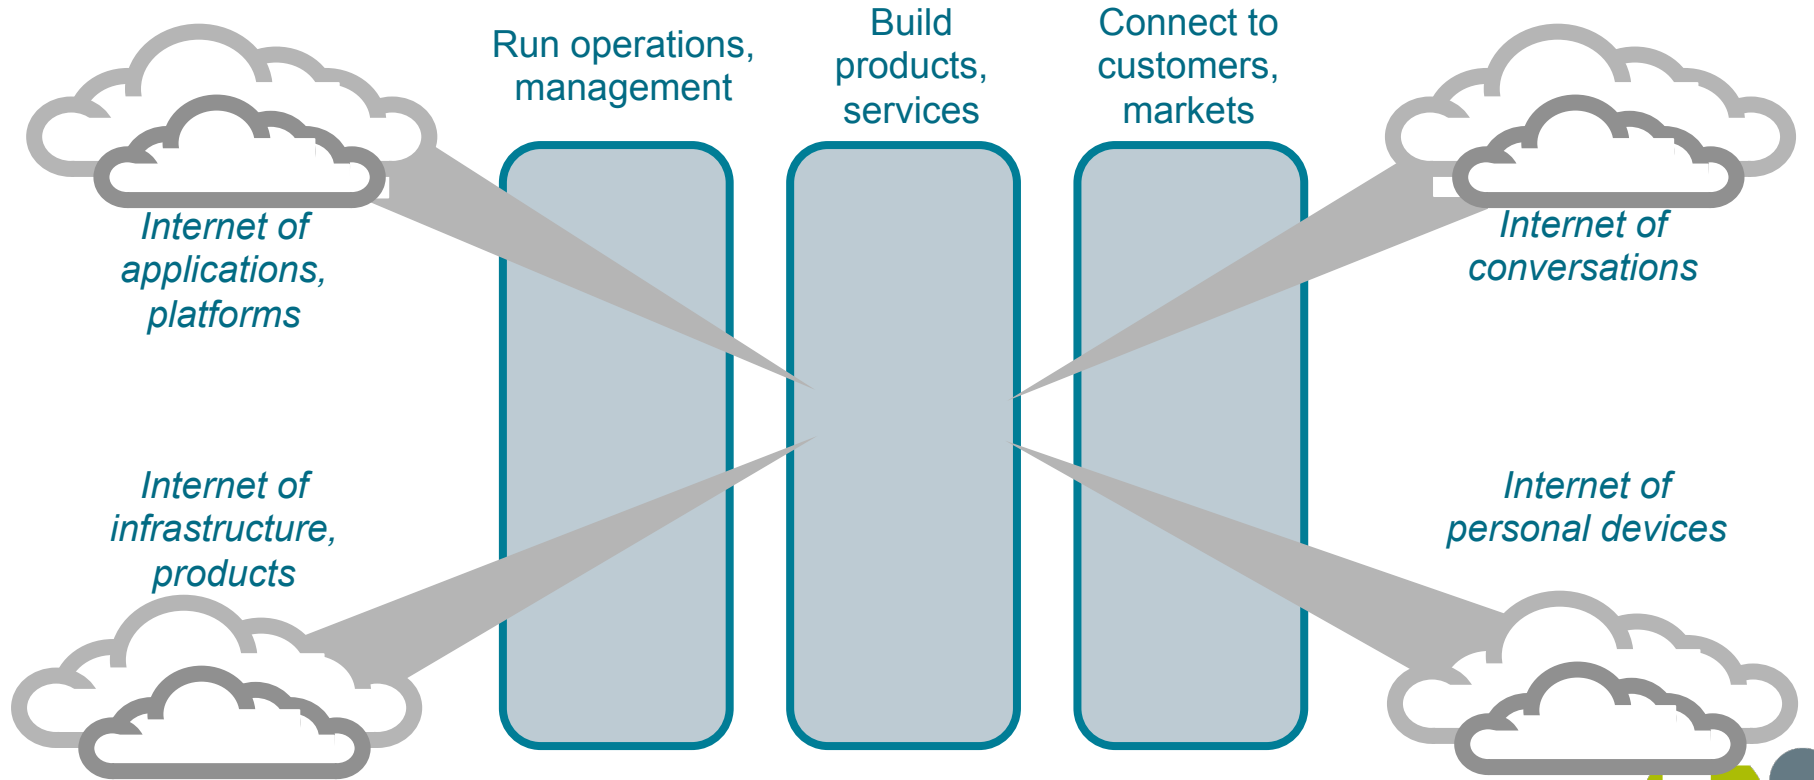 Run operations,
management
Build
products,
services
Connect to
customers,
markets
Internet of
applications,
platforms
Internet of
conversations
Internet of
infrastructure,
products
Internet of
personal devices